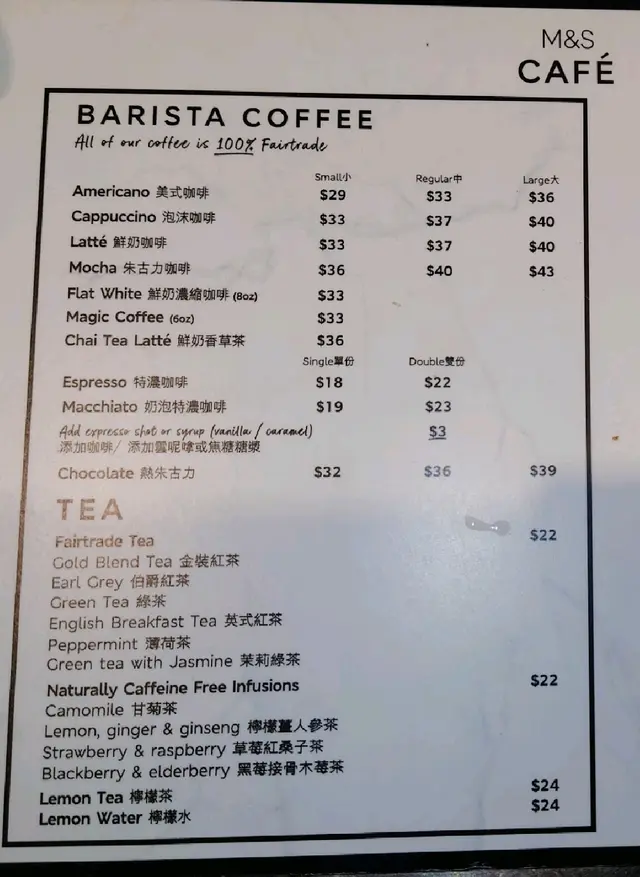 M&S
CAFÉ
BARISTA COFFEE
All of our coffee is 100% Fairtrade
Small小 Regular中 Large大
Americano 美式咖啡 $29 $33 $36
Cappuccino 泡沫咖啡 $33 $37 $40
Latté 鮮奶咖啡 $33 $37 $40
Mocha 朱古力咖啡 $36 $40 $43
Flat White 鮮奶濃縮咖啡 (8oz) $33
Magic Coffee (6oz) $33
Chai Tea Latté 鮮奶香草茶 $36
Single單份 Double雙份
Espresso 特濃咖啡 $18 $22
Macchiato 奶泡特濃咖啡 $19 $23
Add expresso shot or syrup (vanilla / caramel) $3
添加咖啡/ 添加雲呢嗱或焦糖糖漿
Chocolate 熱朱古力 $32 $36 $39
TEA
Fairtrade Tea $22
Gold Blend Tea 金裝紅茶
Earl Grey 伯爵紅茶
Green Tea 綠茶
English Breakfast Tea 英式紅茶
Peppermint 薄荷茶
Green tea with Jasmine 茉莉綠茶
Naturally Caffeine Free Infusions $22
Camomile 甘菊茶
Lemon, ginger & ginseng 檸檬薑人參茶
Strawberry & raspberry 草莓紅桑子茶
Blackberry & elderberry 黑莓接骨木莓茶
Lemon Tea 檸檬茶 $24
Lemon Water 檸檬水 $24